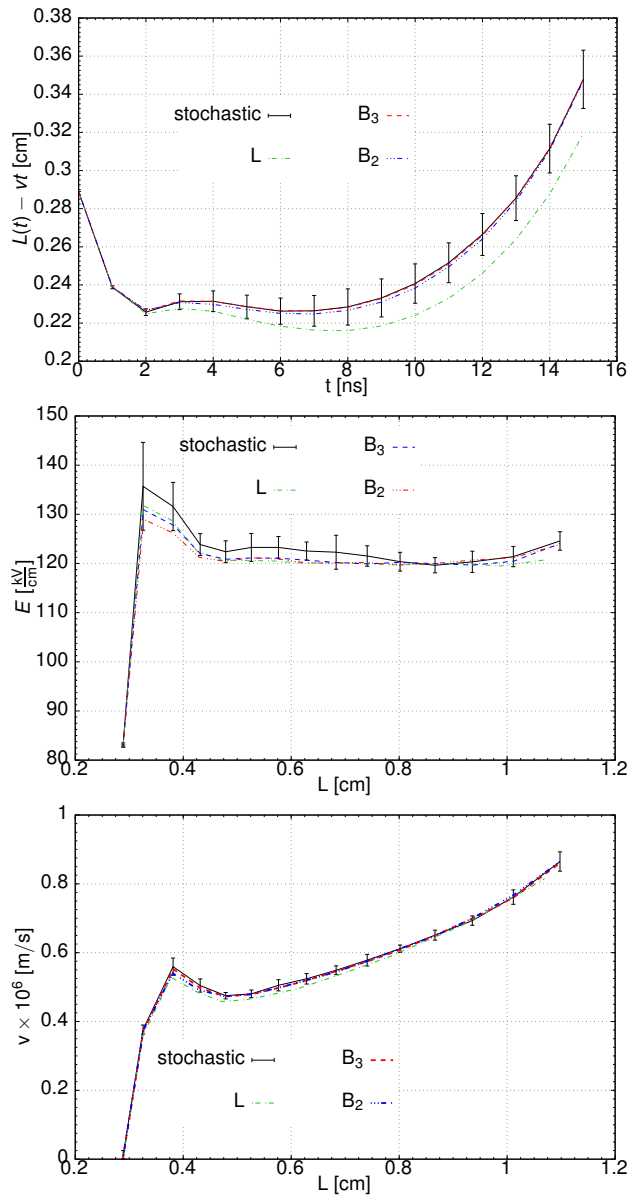 0.38
0.36
0.34
0.32
0.3
0.28
0.26
0.24
0.22
0.2
L(t) − vt [cm]
stochastic
L
B3
B2
0 2 4 6 8 10 12 14 16
t [ns]
150
140
130
120
110
100
90
80
E [kV/cm]
stochastic
L
B3
B2
0.2 0.4 0.6 0.8 1 1.2
L [cm]
1
0.8
0.6
0.4
0.2
0
v × 10^6 [m/s]
stochastic
L
B3
B2
0.2 0.4 0.6 0.8 1 1.2
L [cm]